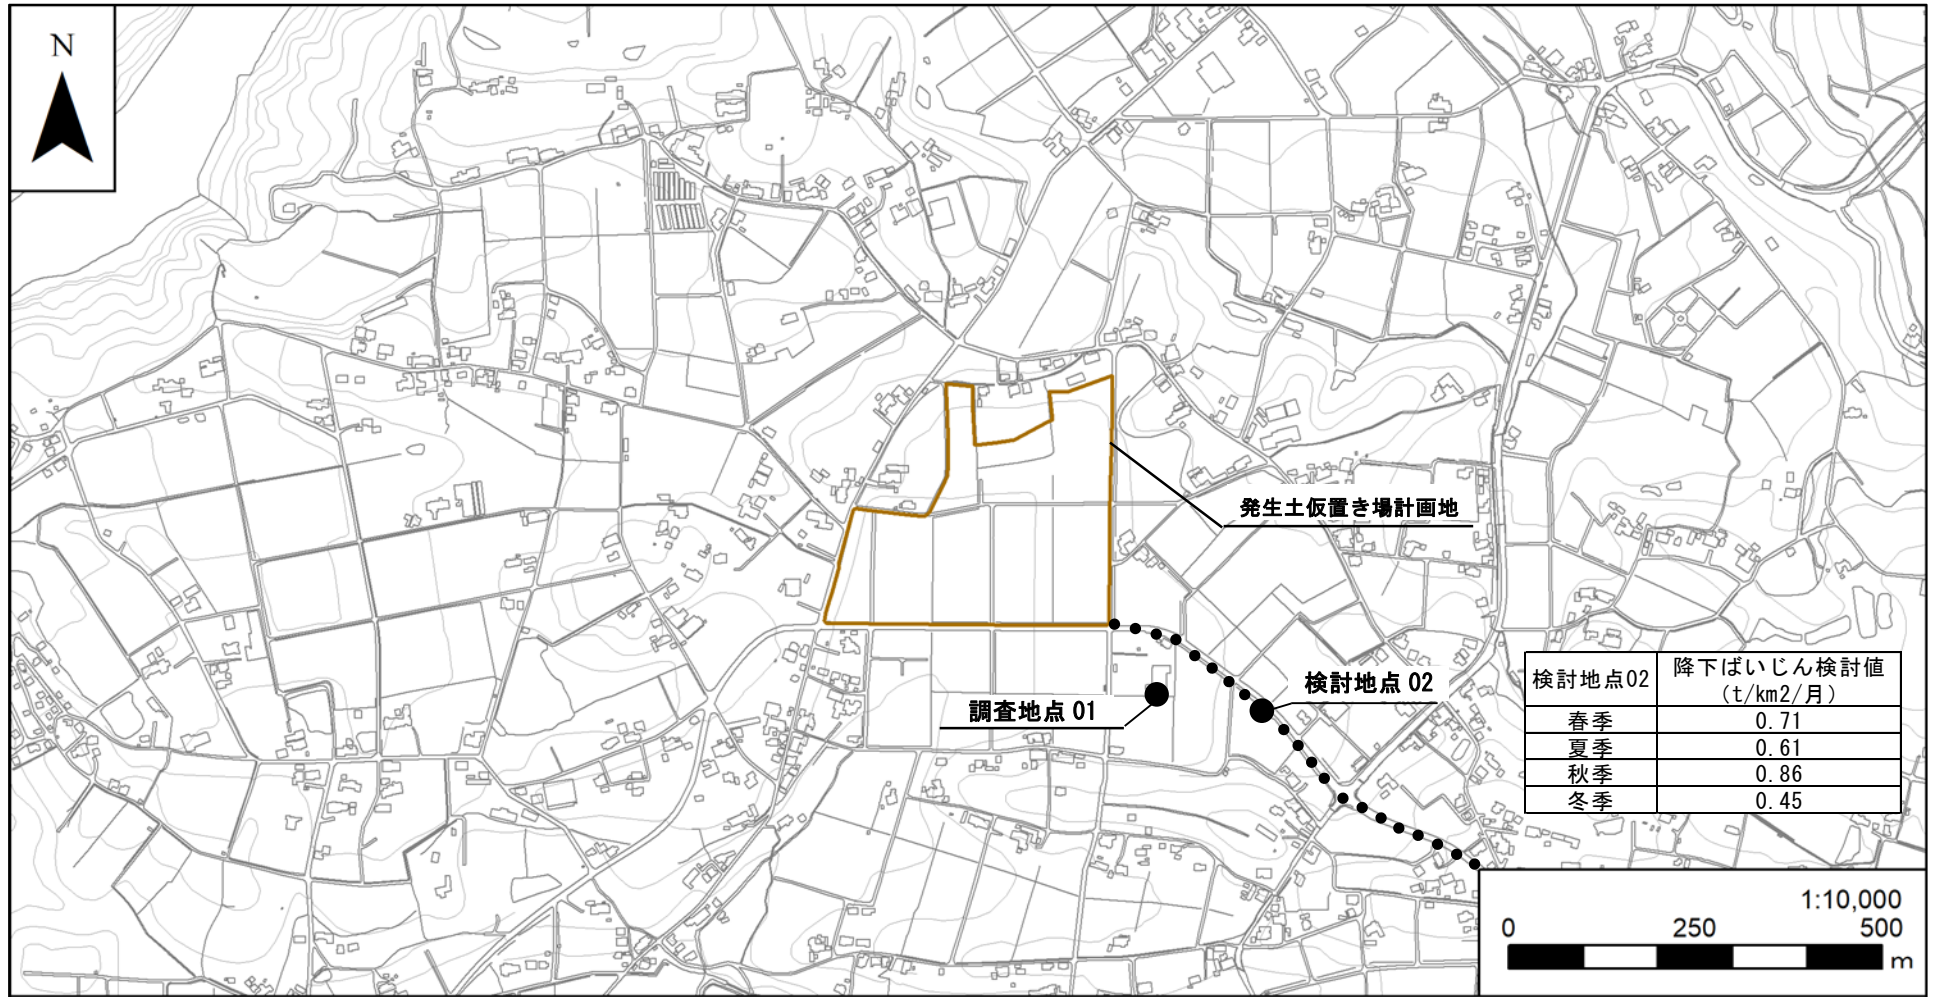 N
発生土仮置き場計画地
調査地点 01
検討地点 02
検討地点02 降下ばいじん検討値
(t/km2/月)
春季 0.71
夏季 0.61
秋季 0.86
冬季 0.45
1:10,000
0 250 500
m